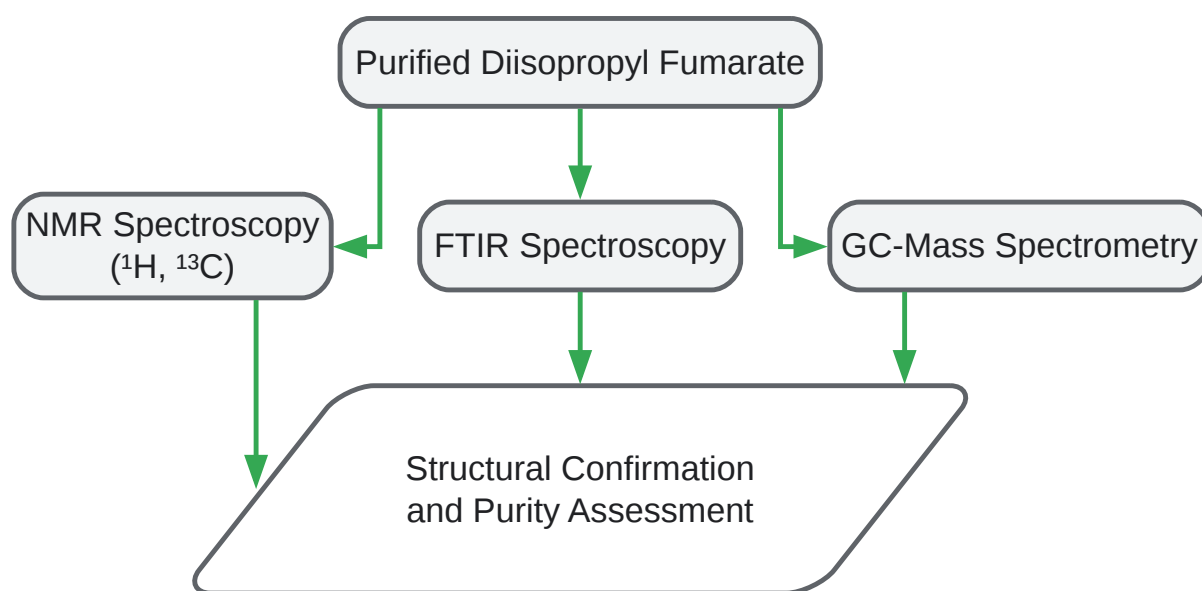 Purified Diisopropyl Fumarate
NMR Spectroscopy
(¹H, ¹³C)
FTIR Spectroscopy
GC-Mass Spectrometry
Structural Confirmation
and Purity Assessment